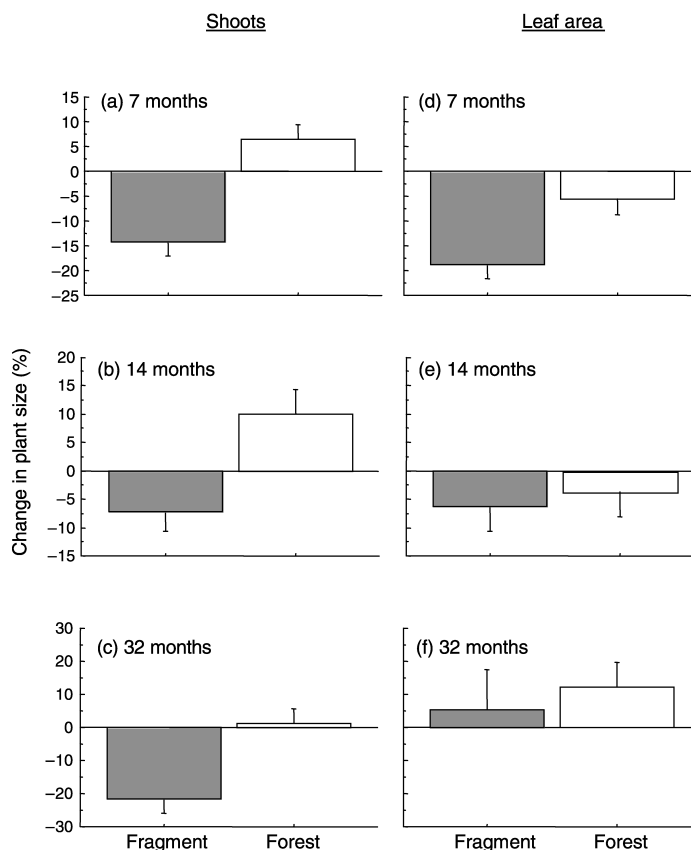 Shoots
Leaf area
(a) 7 months
15
10
5
0
−5
−10
−15
−20
−25
(d) 7 months
Change in plant size (%)
(b) 14 months
20
15
10
5
0
−5
−10
−15
(e) 14 months
(c) 32 months
30
20
10
0
−10
−20
−30
(f) 32 months
Fragment
Forest
Fragment
Forest